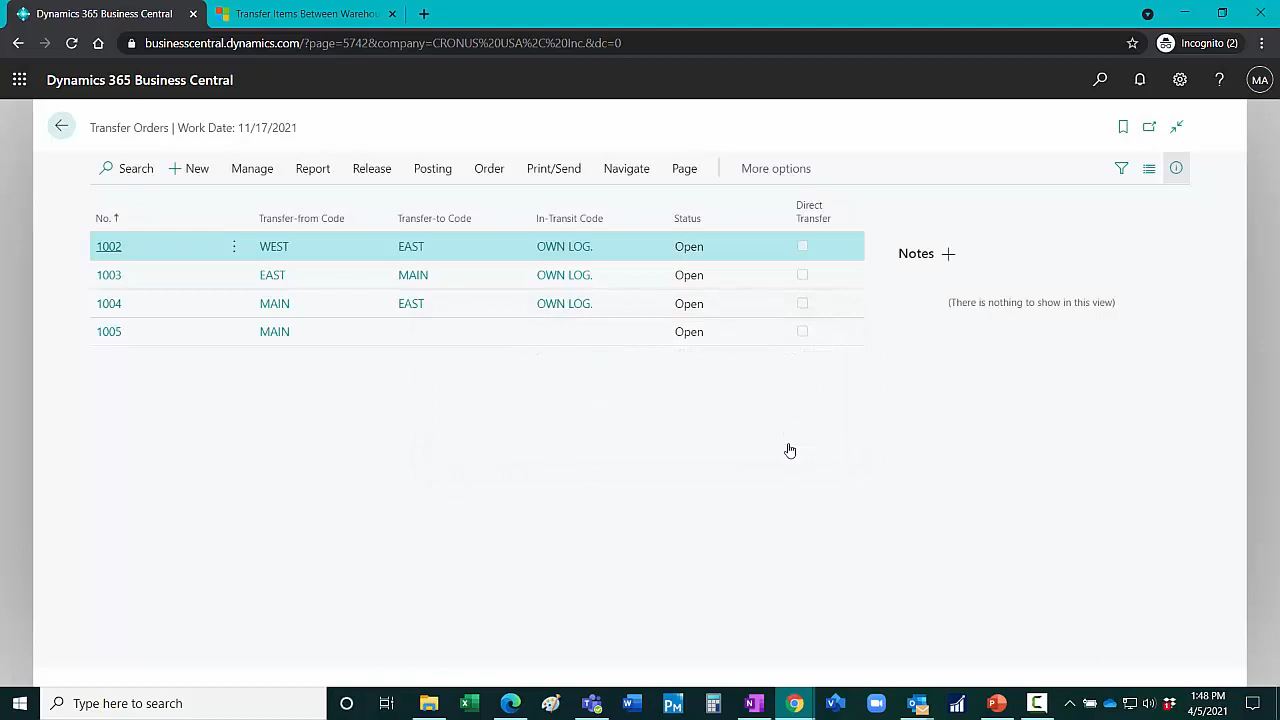 Dynamics 365 Business Central
Transfer Items Between Warehou
businesscentral.dynamics.com/?page=5742&company=CRONUS%20USA%2C%20Inc.&dc=0
Incognito (2)
Dynamics 365 Business Central
MA
Transfer Orders | Work Date: 11/17/2021
Search New Manage Report Release Posting Order Print/Send Navigate Page More options
No. ↑ Transfer-from Code Transfer-to Code In-Transit Code Status Direct Transfer
1002 WEST EAST OWN LOG. Open
1003 EAST MAIN OWN LOG. Open
1004 MAIN EAST OWN LOG. Open
1005 MAIN Open
Notes
(There is nothing to show in this view)
Type here to search
1:48 PM
4/5/2021